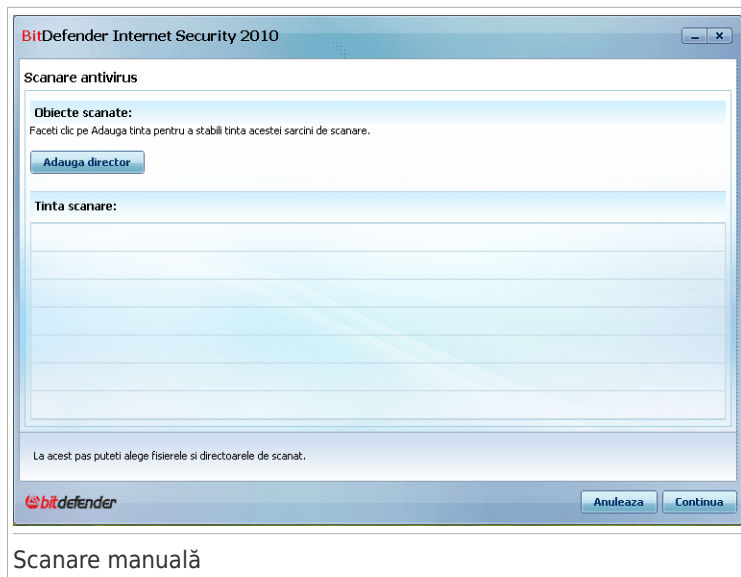 BitDefender Internet Security 2010
Scanare antivirus
Obiecte scanate:
Faceti clic pe Adauga tinta pentru a stabili tinta acestei sarcini de scanare.
Adauga director
Tinta scanare:
La acest pas puteti alege fisierele si directoarele de scanat.
bitdefender
Anuleaza Continua
Scanare manuală